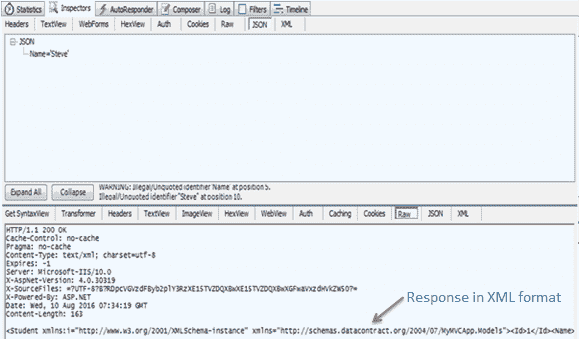 Statistics Inspectors AutoResponder Composer Log Filters Timeline
Headers TextView WebForms HexView Auth Cookies Raw JSON XML
JSON
Name='Steve'
Expand All Collapse WARNING: Illegal/Unquoted identifier 'Name' at position 5.
Illegal/Unquoted identifier "Steve" at position 10.
Get SyntaxView Transformer Headers TextView ImageView HexView WebView Auth Caching Cookies Raw JSON XML
HTTP/1.1 200 OK
Cache-Control: no-cache
Pragma: no-cache
Content-Type: text/xml; charset=utf-8
Expires: -1
Server: Microsoft-IIS/10.0
X-AspNet-Version: 4.0.30319
X-SourceFiles:
X-Powered-By: ASP.NET
Date: Wed, 10 Aug 2016 07:34:19 GMT
Content-Length: 163
Response in XML format
<Student xmlns:i="http://www.w3.org/2001/XMLSchema-instance" xmlns="http://schemas.datacontract.org/2004/07/MyMVCApp.Models"><Id>1</Id><Name>